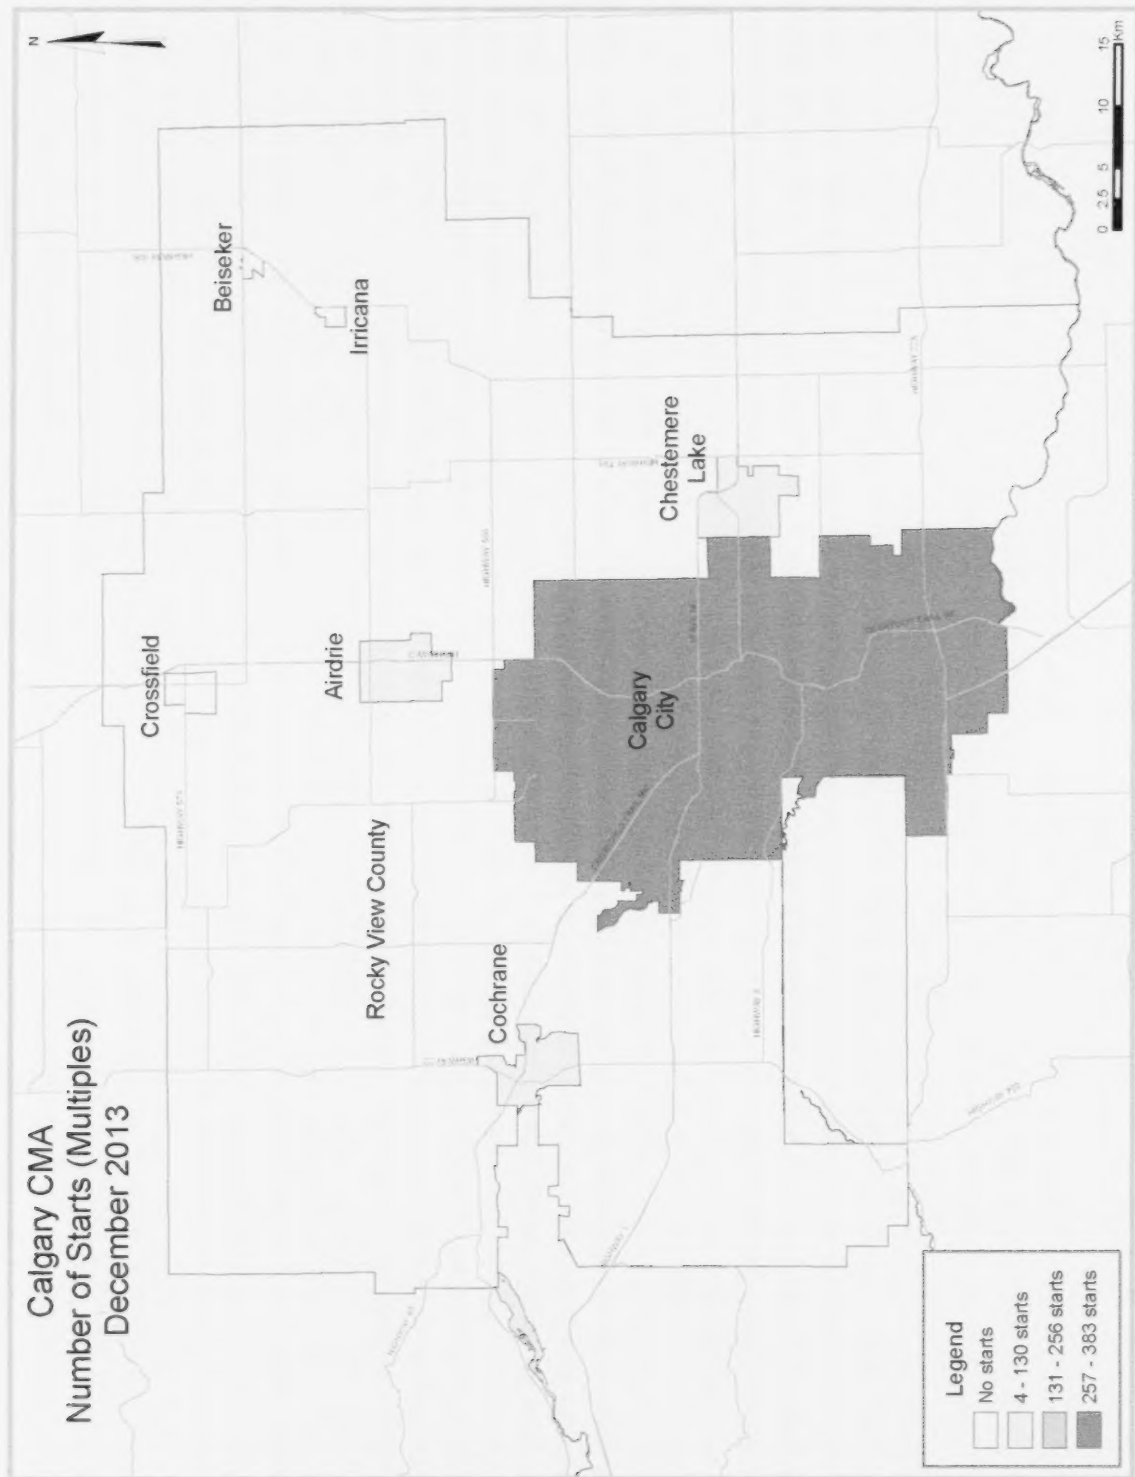 Calgary CMA
Number of Starts (Multiples)
December 2013
N
Crossfield
Beiseker
Irricana
Airdrie
Rocky View County
Cochrane
Chestemere
Lake
Calgary
City
Legend
No starts
4 - 130 starts
131 - 256 starts
257 - 383 starts
0 2.5 5 10 15
Km